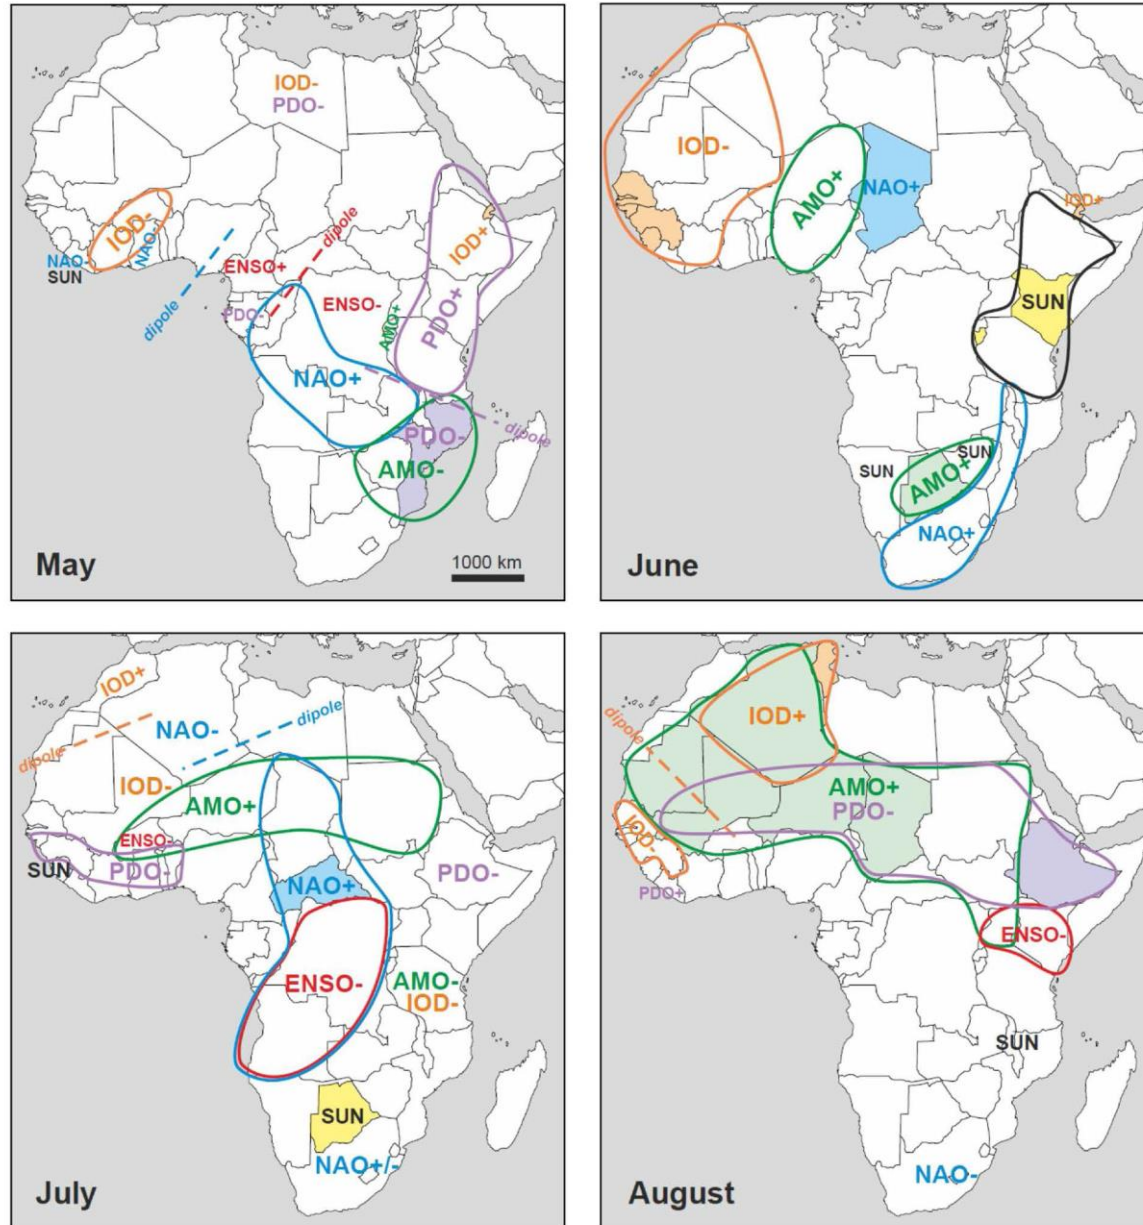 IOD-
PDO-
IOD-
NAO-
NAO-
SUN
dipole
ENSO+
dipole
PDO-
ENSO-
AMO+
IOD+
PDO+
NAO+
dipole
PDO-
AMO-
May
1000 km
IOD-
AMO+
NAO+
IOD+
SUN
SUN
SUN
AMO+
NAO+
June
IOD+
NAO-
dipole
dipole
IOD-
AMO+
ENSO-
SUN
PDO-
NAO+
PDO-
ENSO-
AMO-
IOD-
SUN
NAO+/-
July
dipole
IOD+
AMO+
PDO-
IOD-
PDO+
ENSO-
SUN
NAO-
August